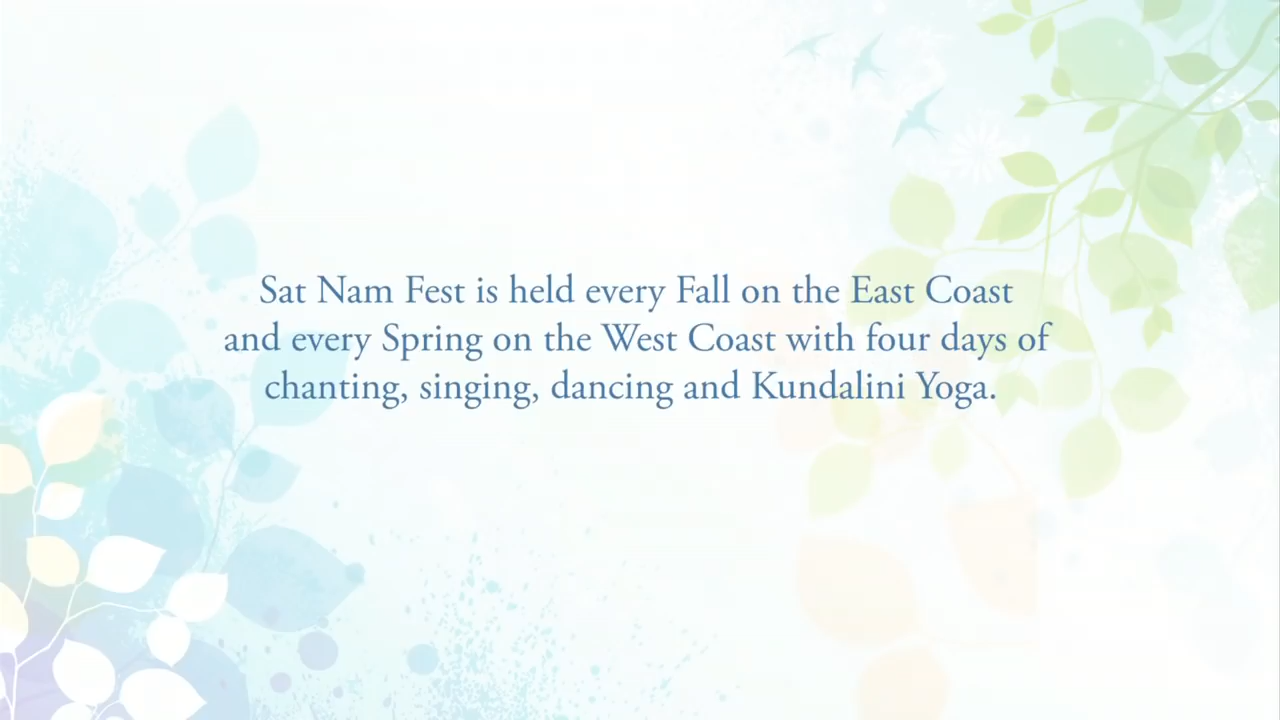 Sat Nam Fest is held every Fall on the East Coast
and every Spring on the West Coast with four days of
chanting, singing, dancing and Kundalini Yoga.